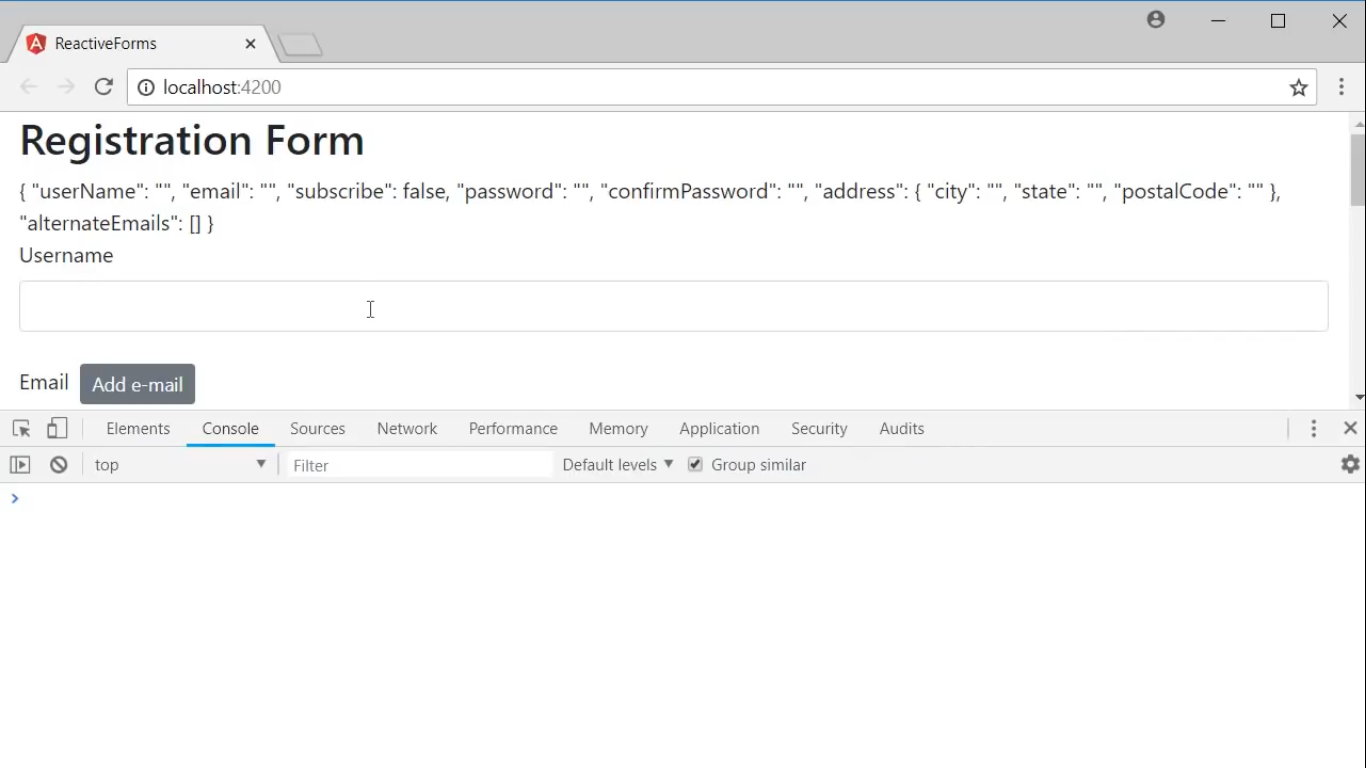 ReactiveForms
localhost:4200
Registration Form
{ "userName": "", "email": "", "subscribe": false, "password": "", "confirmPassword": "", "address": { "city": "", "state": "", "postalCode": "" },
"alternateEmails": [] }
Username
Email Add e-mail
Elements Console Sources Network Performance Memory Application Security Audits
top Filter Default levels Group similar